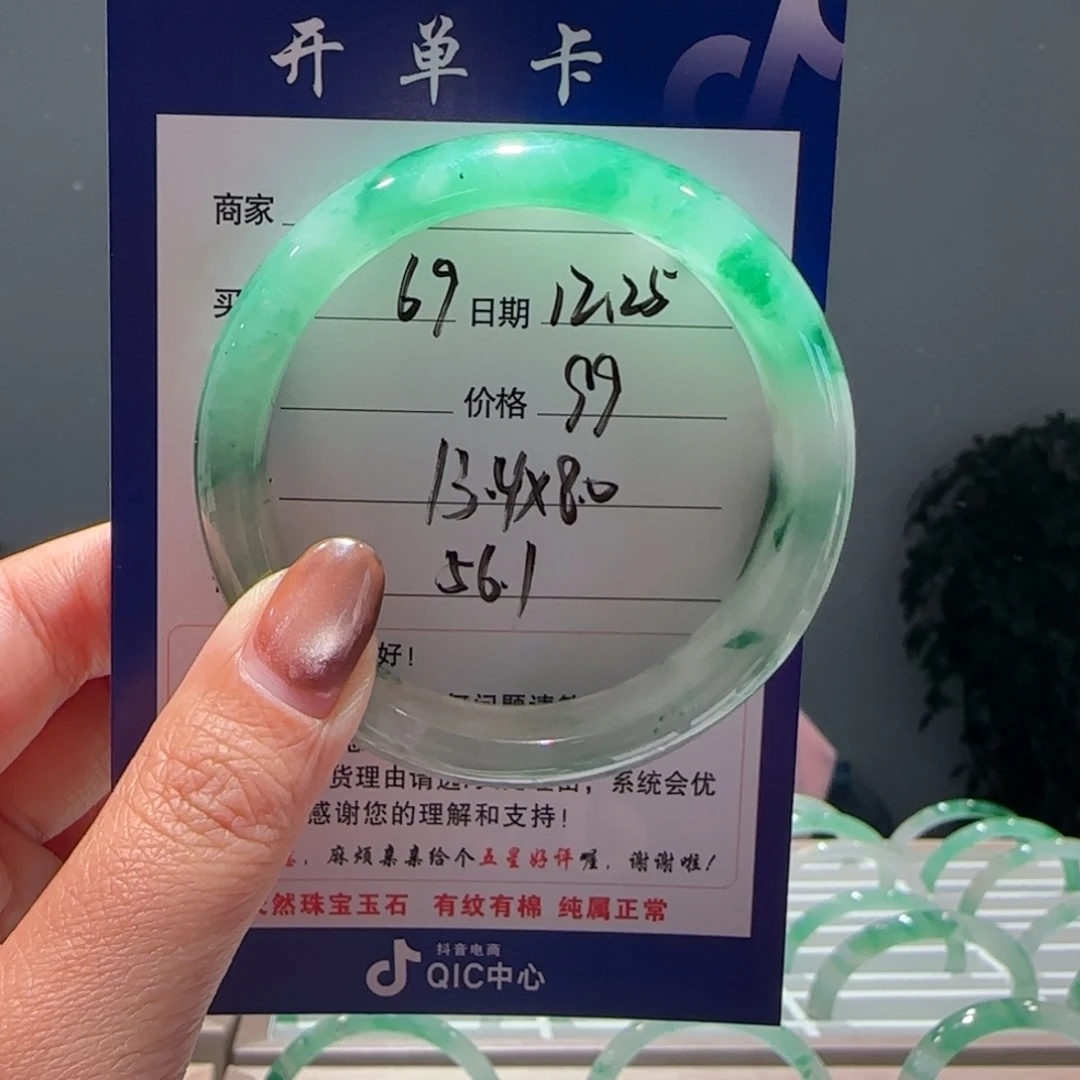 开单卡
商家
买 69 日期 12.25
价格 99
13.4x8.0
56.1
好！
货理由请选 系统会优
感谢您的理解和支持！
麻烦亲亲给个五星好评喔，谢谢啦！
然珠宝玉石 有纹有棉 纯属正常
抖音电商
QIC中心